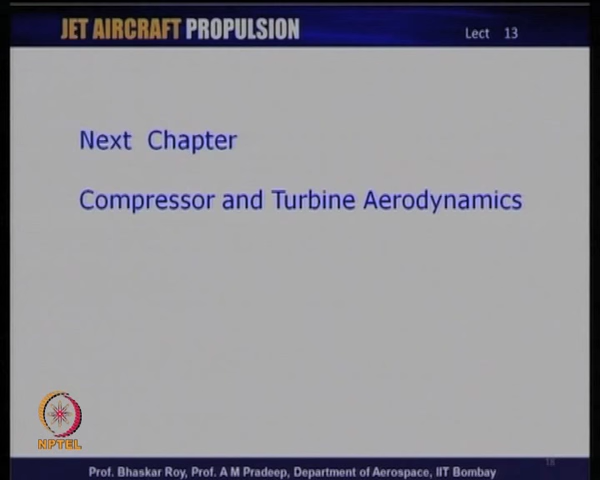 JET AIRCRAFT PROPULSION
Lect 13
Next Chapter
Compressor and Turbine Aerodynamics
NPTEL
18
Prof. Bhaskar Roy, Prof. A M Pradeep, Department of Aerospace, IIT Bombay